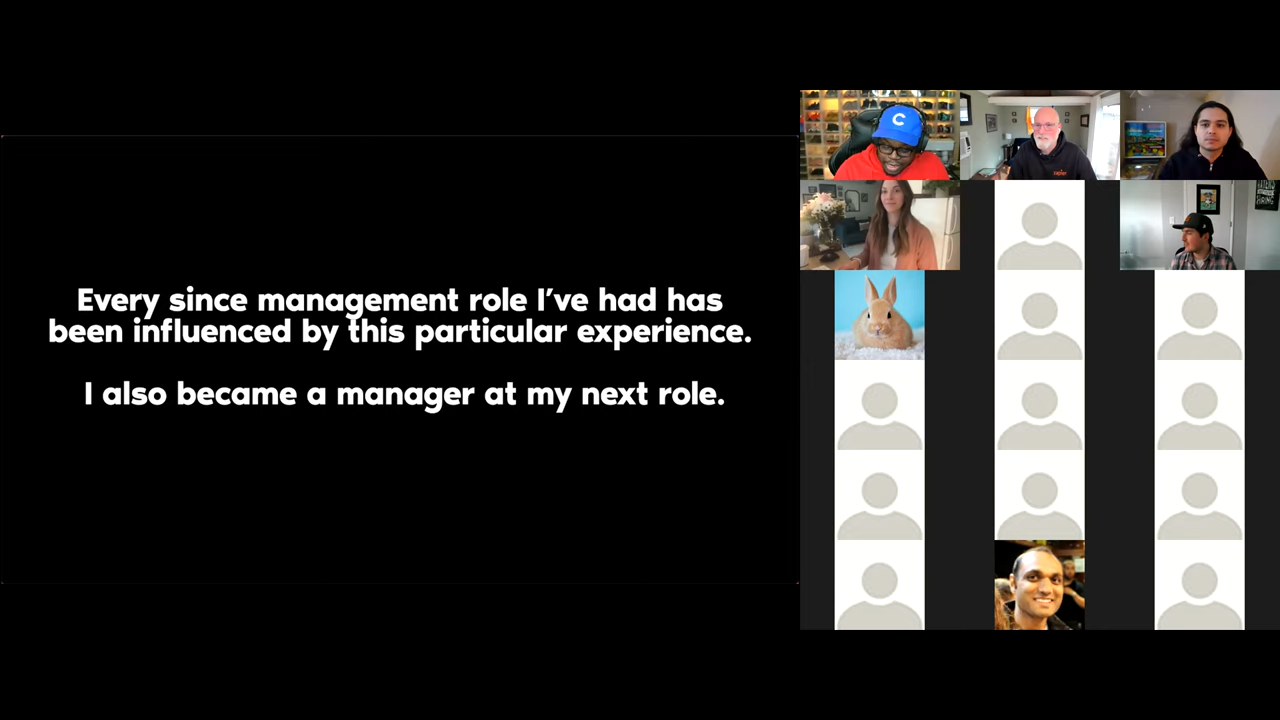 Every since management role I've had has
been influenced by this particular experience.
I also became a manager at my next role.
C
zapier